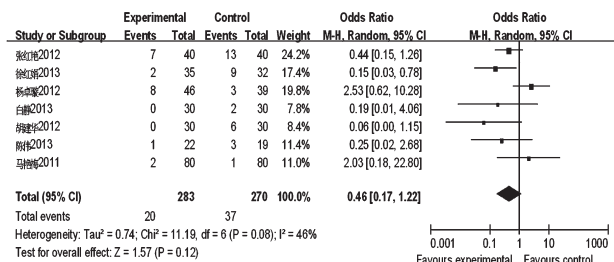 Experimental Control Odds Ratio Odds Ratio
Study or Subgroup Events Total Events Total Weight M-H, Random, 95% CI M-H, Random, 95% CI
张红艳2012 7 40 13 40 24.2% 0.44 [0.15, 1.26]
徐红娟2013 2 35 9 32 17.4% 0.15 [0.03, 0.78]
杨卓璇2012 8 46 3 39 19.8% 2.53 [0.62, 10.28]
白静2013 0 30 2 30 0.19 [0.01, 4.06]
胡建华2012 0 30 6 30 0.06 [0.00, 1.15]
陈伟2013 1 22 3 19 0.25 [0.02, 2.68]
马艳梅2011 2 80 1 80 11.0% 2.03 [0.18, 22.80]
Total (95% CI) 283 270 100.0% 0.46 [0.17, 1.22]
Total events 20 37
Heterogeneity: Tau² = 0.74; Chi² = 11.19, df = 6 (P = 0.08); I² = 46%
Test for overall effect: Z = 1.57 (P = 0.12)
0.001 0.1 1 10 1000
Favours experimental Favours control